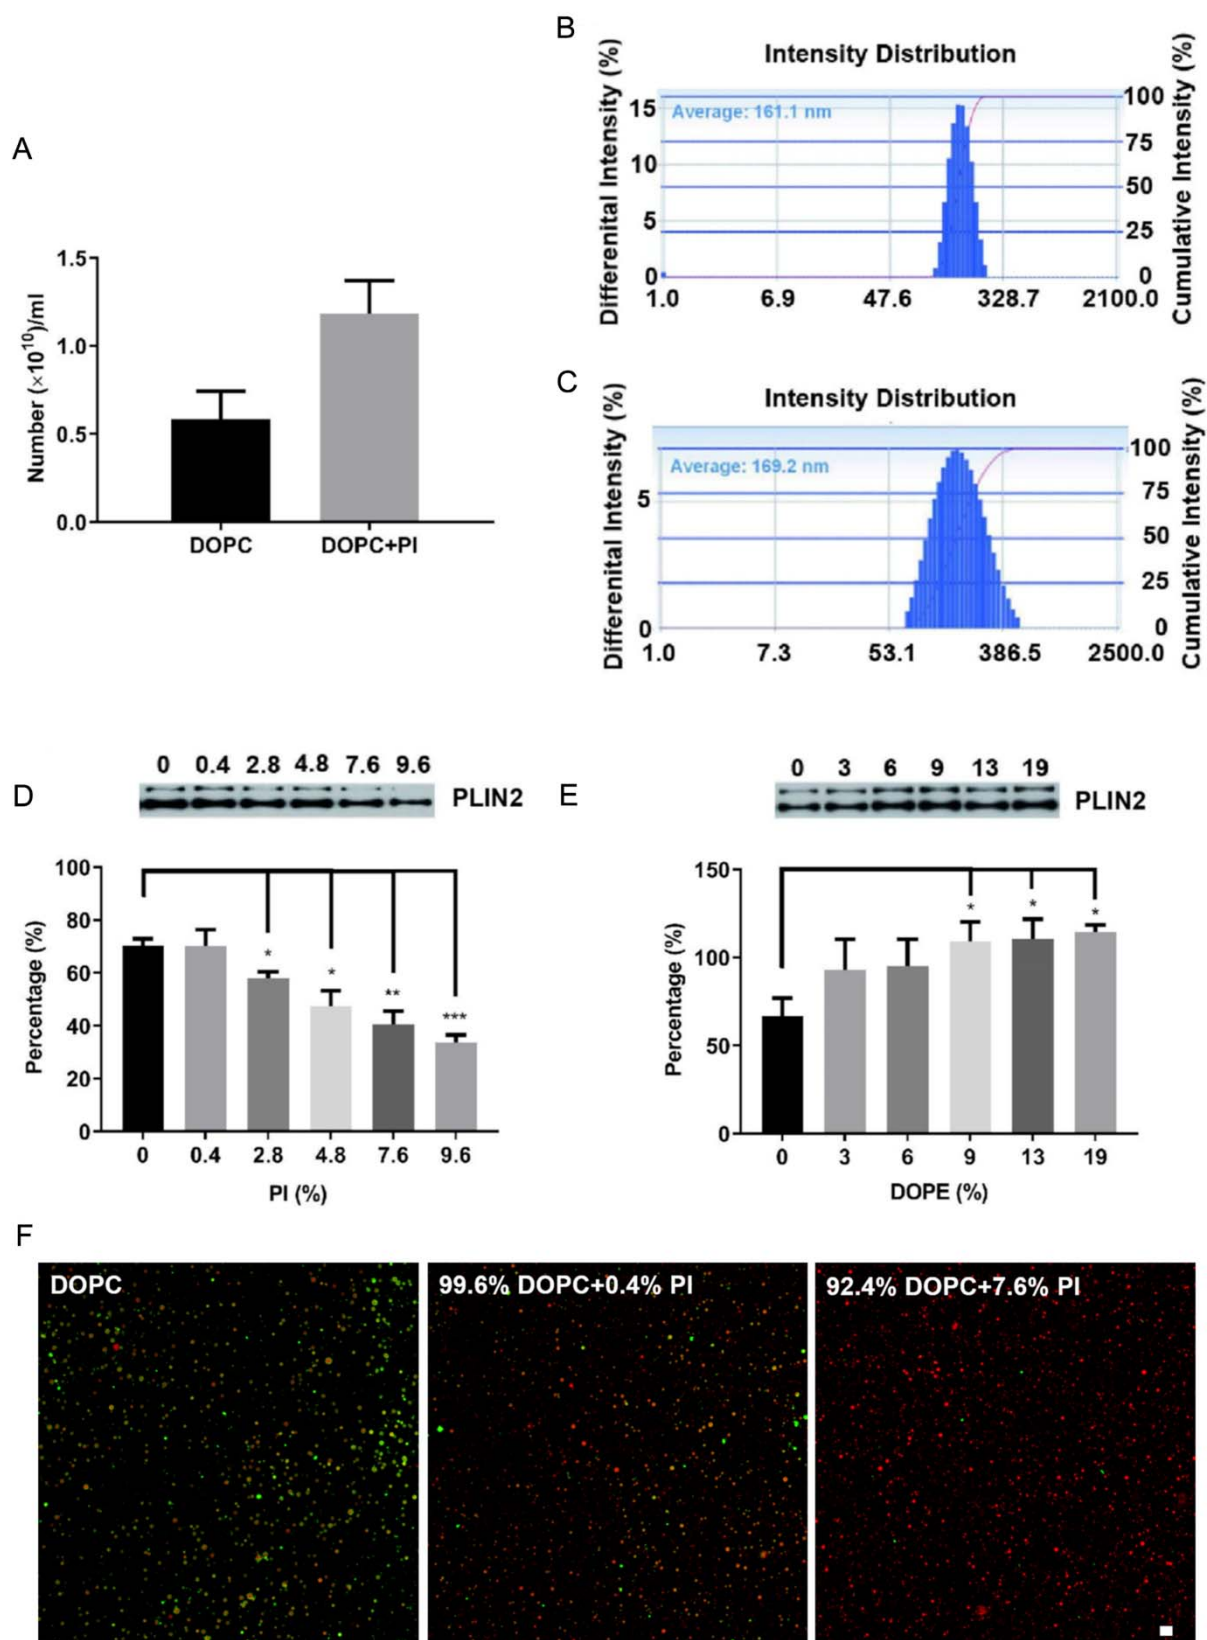 A
Number (×10¹⁰)/ml
1.5
1.0
0.5
0.0
DOPC DOPC+PI
B
Intensity Distribution
Differenital Intensity (%)
Cumulative Intensity (%)
Average: 161.1 nm
15
10
5
0
100
75
50
25
0
1.0 6.9 47.6 328.7 2100.0
C
Intensity Distribution
Differenital Intensity (%)
Cumulative Intensity (%)
Average: 169.2 nm
5
0
100
75
50
25
0
1.0 7.3 53.1 386.5 2500.0
D
0 0.4 2.8 4.8 7.6 9.6
PLIN2
Percentage (%)
100
80
60
40
20
0
* * ** ***
0 0.4 2.8 4.8 7.6 9.6
PI (%)
E
0 3 6 9 13 19
PLIN2
Percentage (%)
150
100
50
0
* * *
0 3 6 9 13 19
DOPE (%)
F
DOPC
99.6% DOPC+0.4% PI
92.4% DOPC+7.6% PI